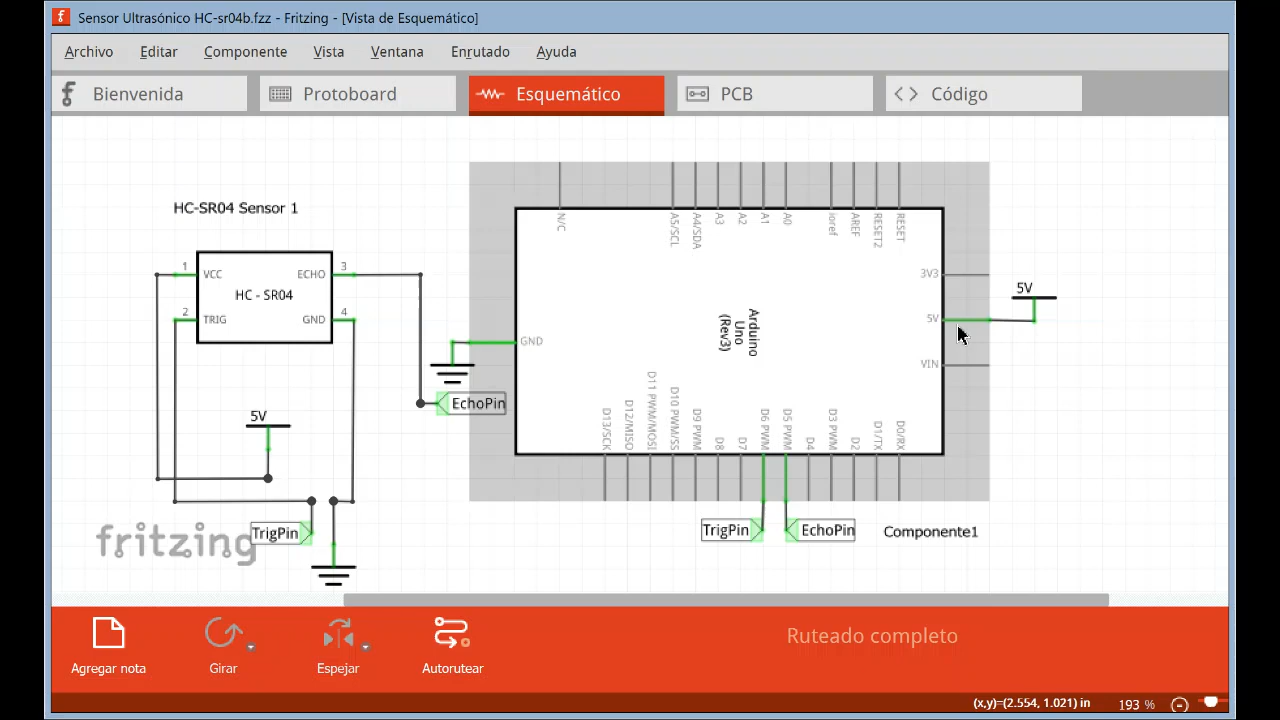 Sensor Ultrasónico HC-sr04b.fzz - Fritzing - [Vista de Esquemático]
Archivo Editar Componente Vista Ventana Enrutado Ayuda
Bienvenida Protoboard Esquemático PCB Código
HC-SR04 Sensor 1
1 VCC ECHO 3
HC - SR04
2 TRIG GND 4
5V
TrigPin
EchoPin
N/C
A5/SCL
A4/SDA
A3
A2
A1
A0
ioref
AREF
RESET2
RESET
3V3
5V
VIN
5V
GND
Arduino
Uno
(Rev3)
D13/SCK
D12/MISO
D11 PWM/MOSI
D10 PWM/SS
D9 PWM
D8
D7
D6 PWM
D5 PWM
D4
D3 PWM
D2
D1/TX
D0/RX
TrigPin
EchoPin
Componente1
fritzing
Agregar nota Girar Espejar Autorutear
Ruteado completo
(x,y)=(2.554, 1.021) in 193 %